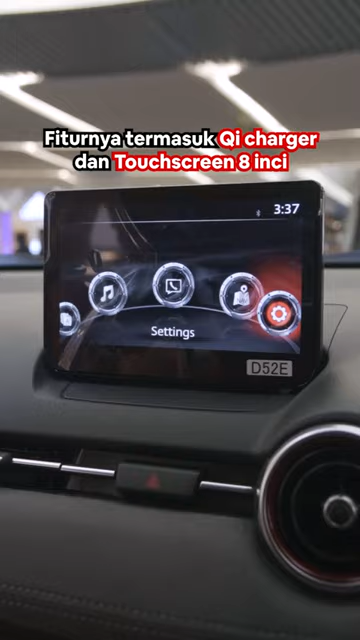 Fiturnya termasuk Qi charger
dan Touchscreen 8 inci
3:37
Settings
D52E